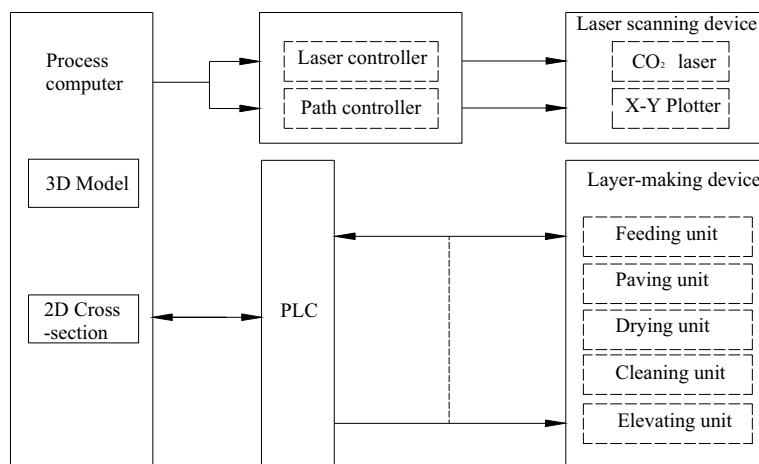 Process
computer
3D Model
2D Cross
-section
Laser controller
Path controller
PLC
Laser scanning device
CO₂ laser
X-Y Plotter
Layer-making device
Feeding unit
Paving unit
Drying unit
Cleaning unit
Elevating unit